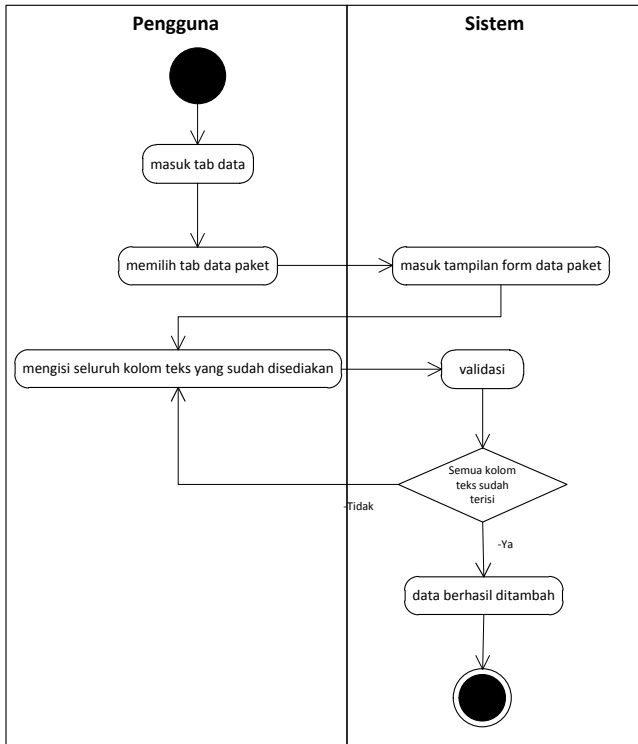 Pengguna
Sistem
masuk tab data
memilih tab data paket
masuk tampilan form data paket
mengisi seluruh kolom teks yang sudah disediakan
validasi
Semua kolom
teks sudah
terisi
-Tidak
-Ya
data berhasil ditambah